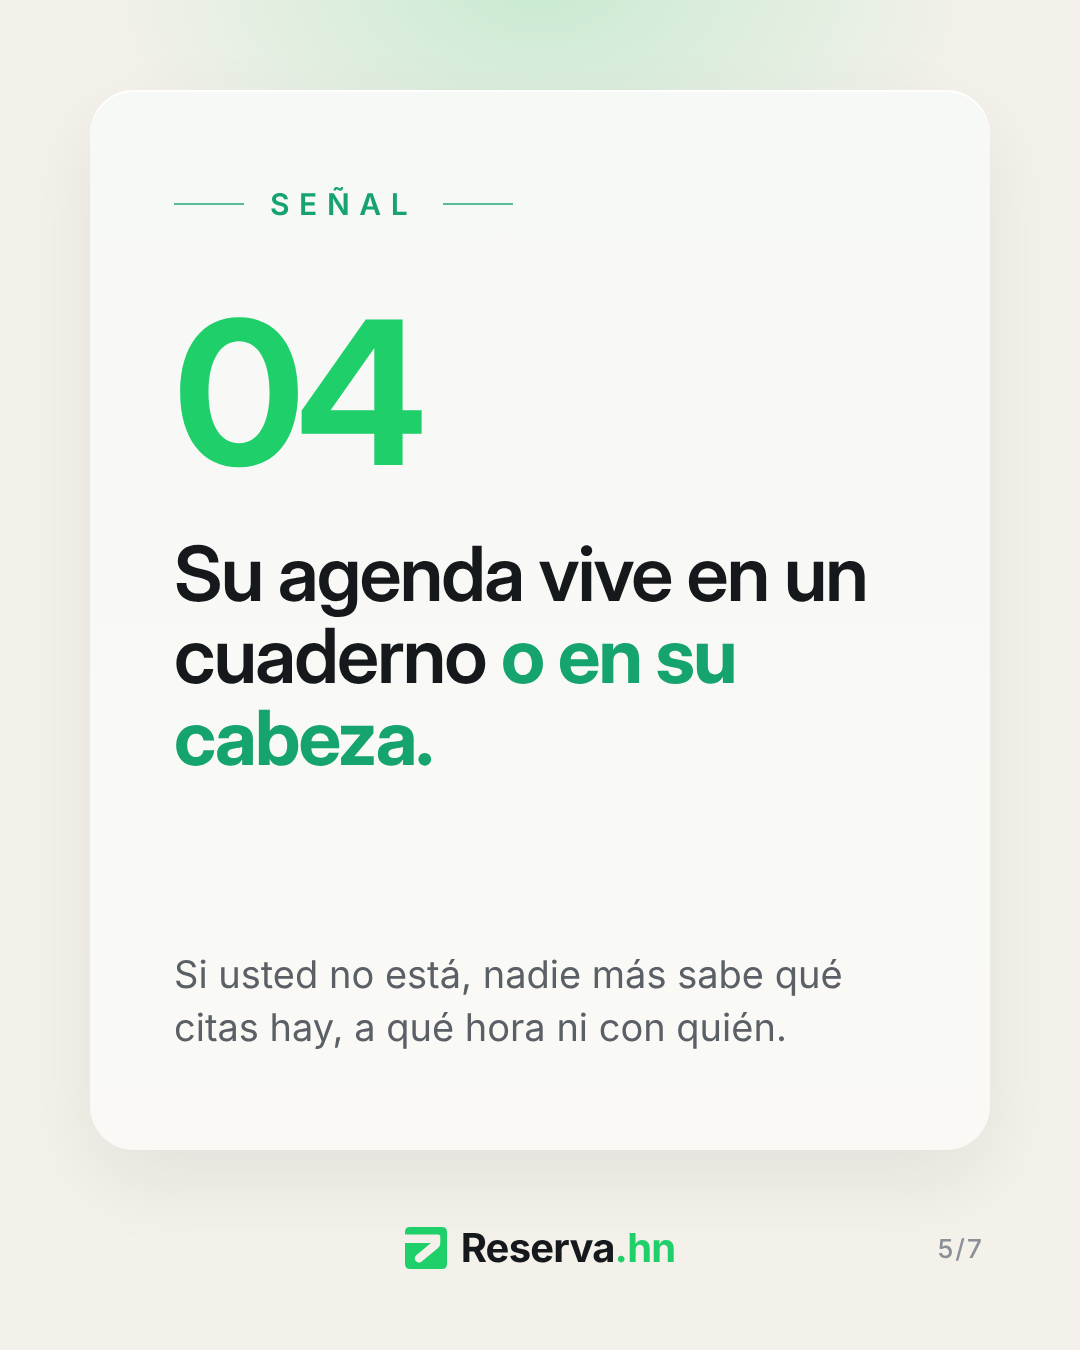 SEÑAL
04
Su agenda vive en un
cuaderno o en su
cabeza.
Si usted no está, nadie más sabe qué
citas hay, a qué hora ni con quién.
Reserva.hn
5/7